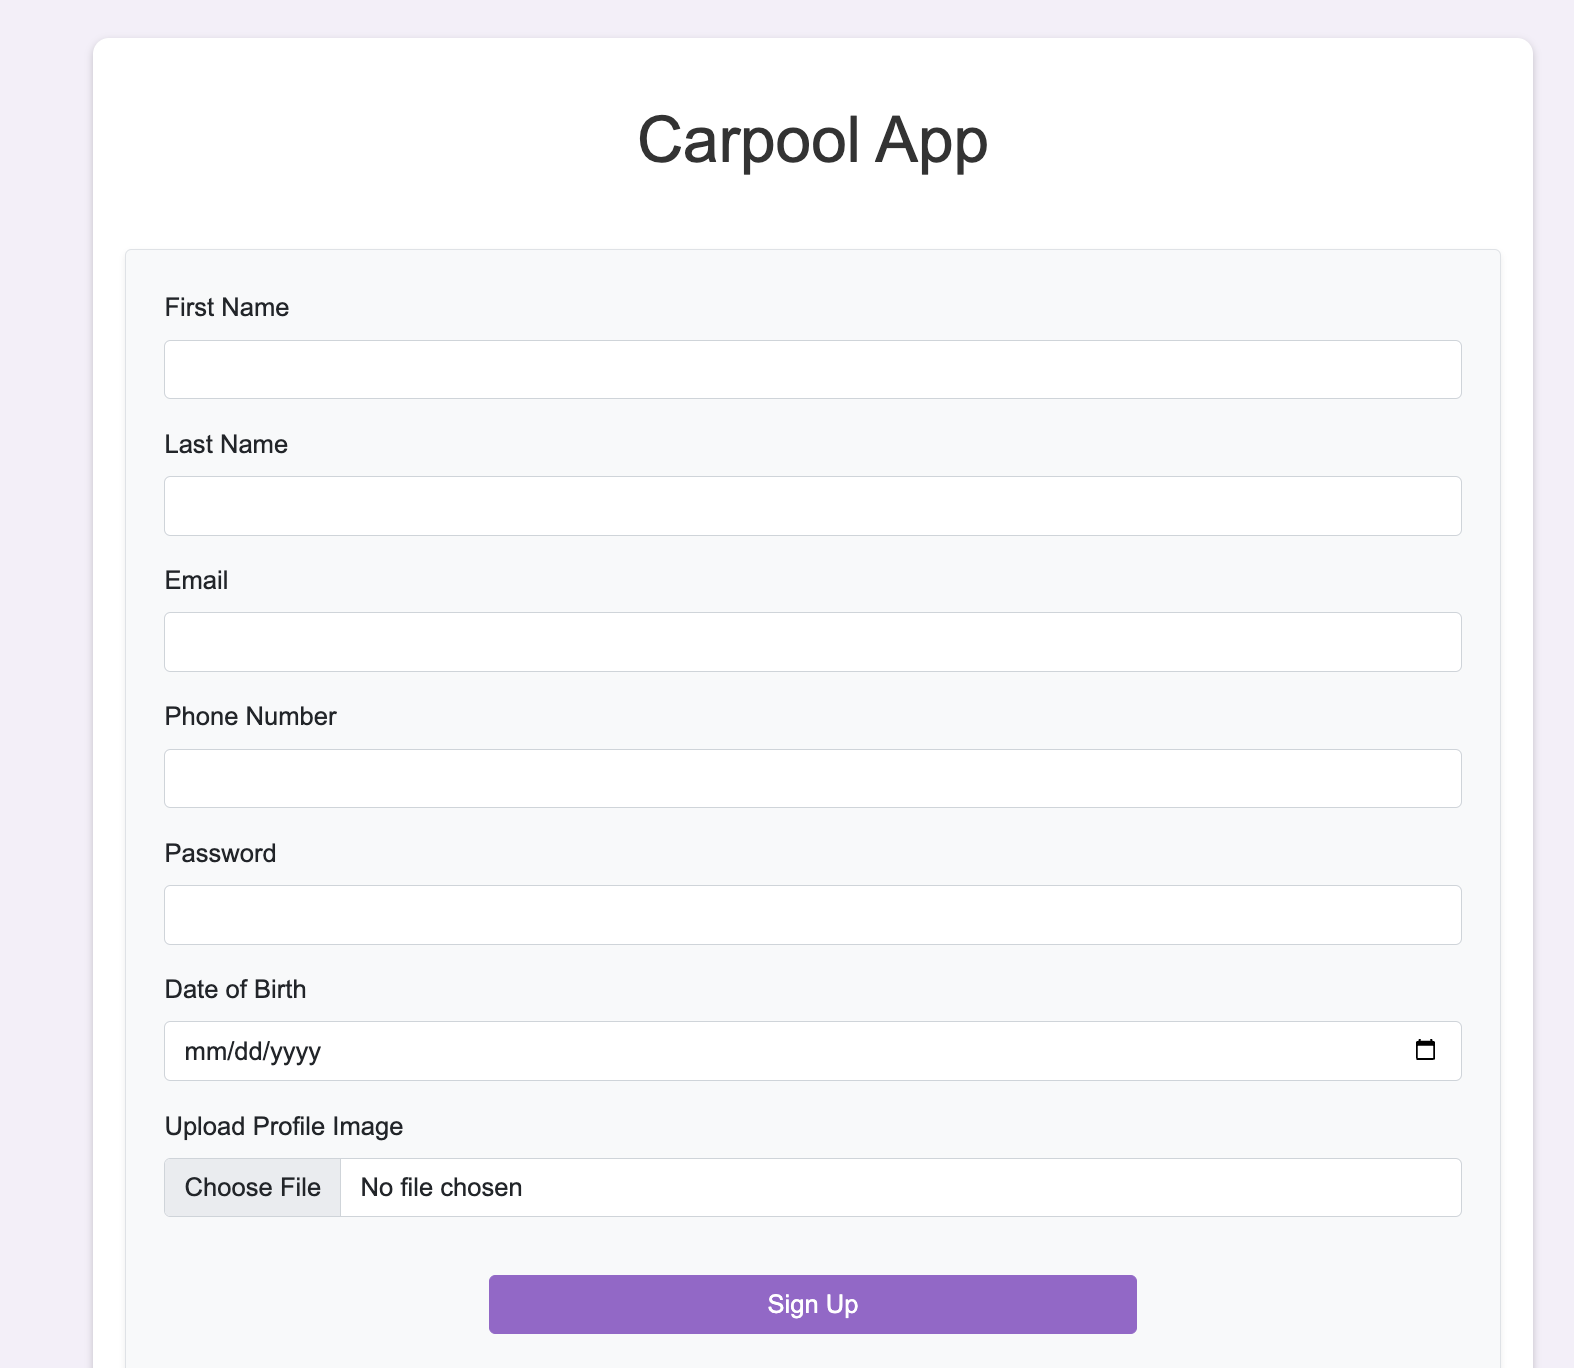 Carpool App
First Name
Last Name
Email
Phone Number
Password
Date of Birth
mm/dd/yyyy
Upload Profile Image
Choose File No file chosen
Sign Up